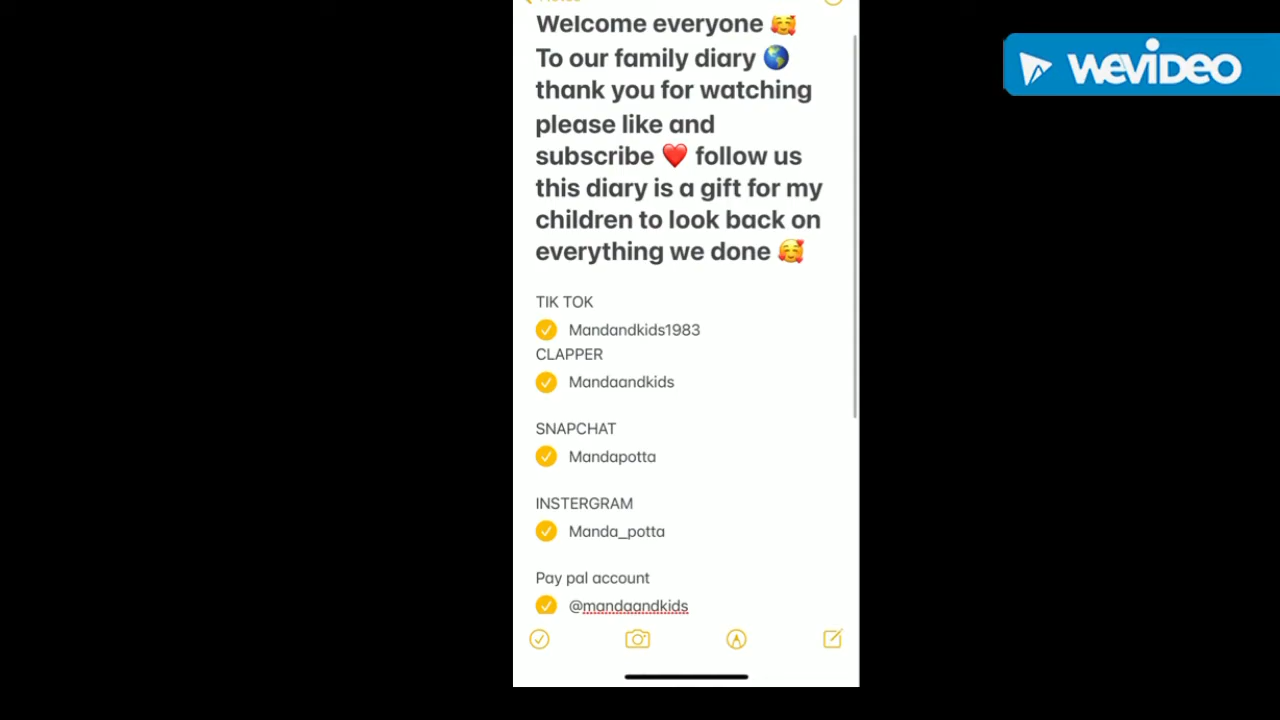 Welcome everyone 🥰
To our family diary 🌎
thank you for watching
please like and
subscribe ❤️ follow us
this diary is a gift for my
children to look back on
everything we done 🥰
TIK TOK
Mandandkids1983
CLAPPER
Mandaandkids
SNAPCHAT
Mandapotta
INSTERGRAM
Manda_potta
Pay pal account
@mandaandkids
WEVIDEO